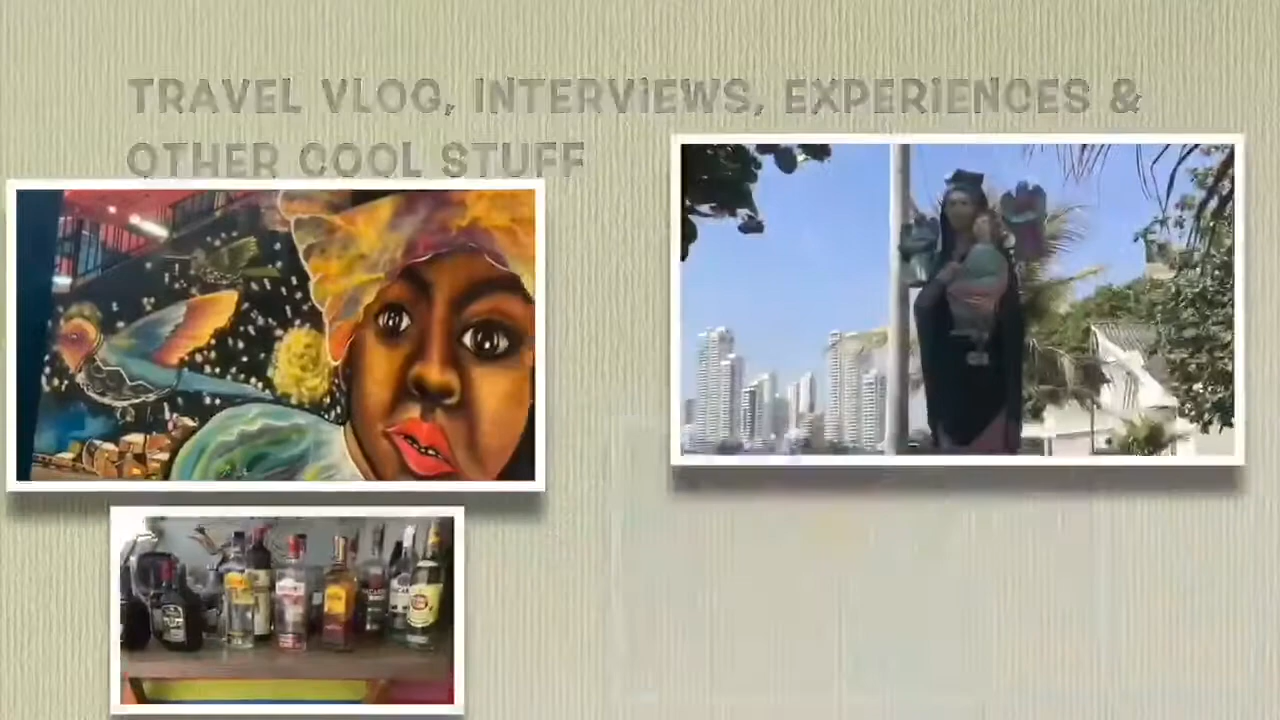 TRAVEL VLOG, INTERVIEWS, EXPERIENCES &
OTHER COOL STUFF